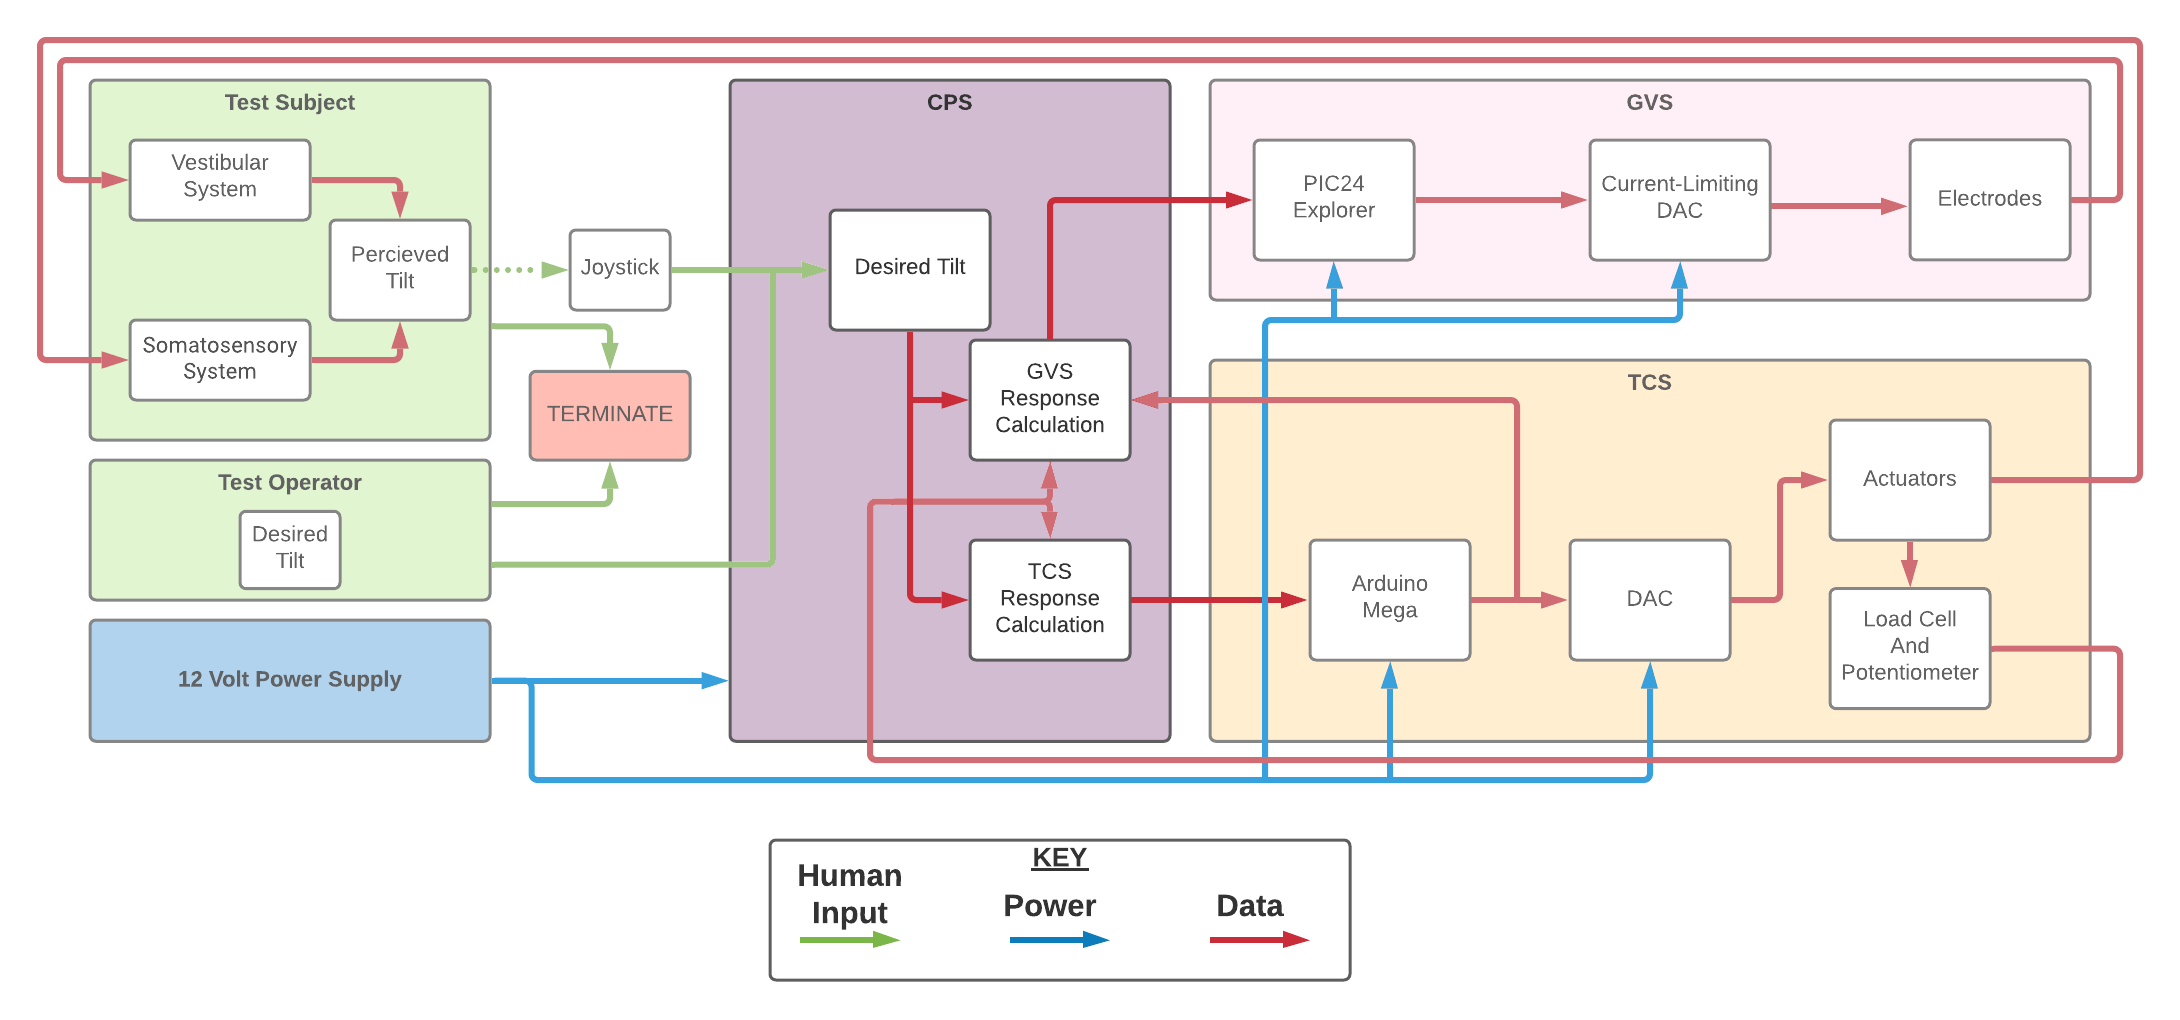 Test Subject
Vestibular
System
Percieved
Tilt
Somatosensory
System
Joystick
TERMINATE
Test Operator
Desired
Tilt
12 Volt Power Supply
CPS
Desired Tilt
GVS
Response
Calculation
TCS
Response
Calculation
GVS
PIC24
Explorer
Current-Limiting
DAC
Electrodes
TCS
Arduino
Mega
DAC
Actuators
Load Cell
And
Potentiometer
KEY
Human
Input
Power
Data